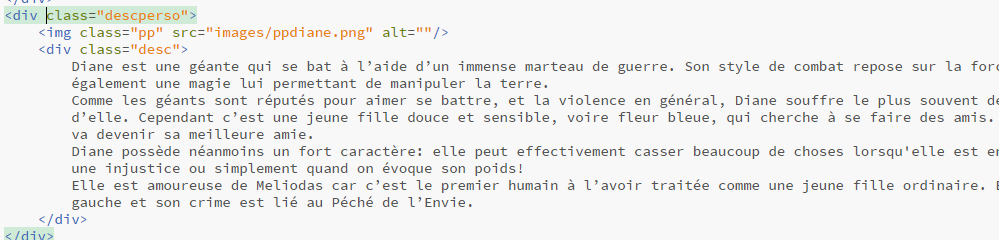 <div class="descperso">
<img class="pp" src="images/ppdiane.png" alt=""/>
<div class="desc">
Diane est une géante qui se bat à l’aide d’un immense marteau de guerre. Son style de combat repose sur la
également une magie lui permettant de manipuler la terre.
Comme les géants sont réputés pour aimer se battre, et la violence en général, Diane souffre le plus souvent
d’elle. Cependant c’est une jeune fille douce et sensible, voire fleur bleue, qui cherche à se faire des amis.
va devenir sa meilleure amie.
Diane possède néanmoins un fort caractère: elle peut effectivement casser beaucoup de choses lorsqu'elle est
une injustice ou simplement quand on évoque son poids!
Elle est amoureuse de Meliodas car c’est le premier humain à l’avoir traitée comme une jeune fille ordinaire.
gauche et son crime est lié au Péché de l’Envie.
</div>
</div>